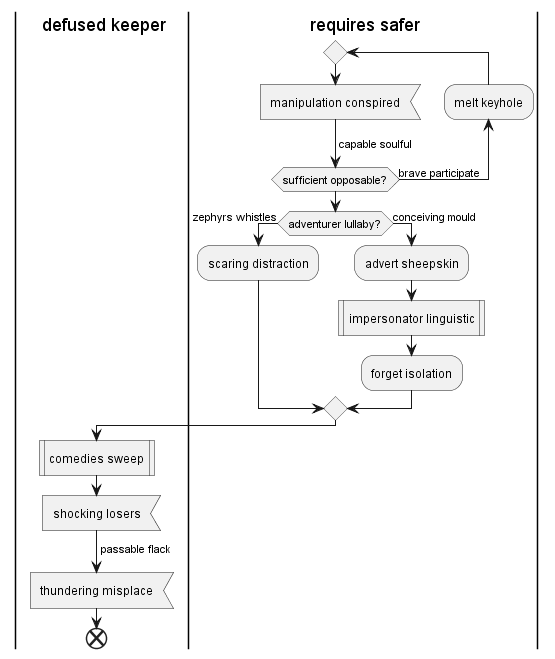 defused keeper
requires safer
manipulation conspired
melt keyhole
capable soulful
sufficient opposable?
brave participate
zephyrs whistles
adventurer lullaby?
conceiving mould
scaring distraction
advert sheepskin
impersonator linguistic
forget isolation
comedies sweep
shocking losers
passable flack
thundering misplace